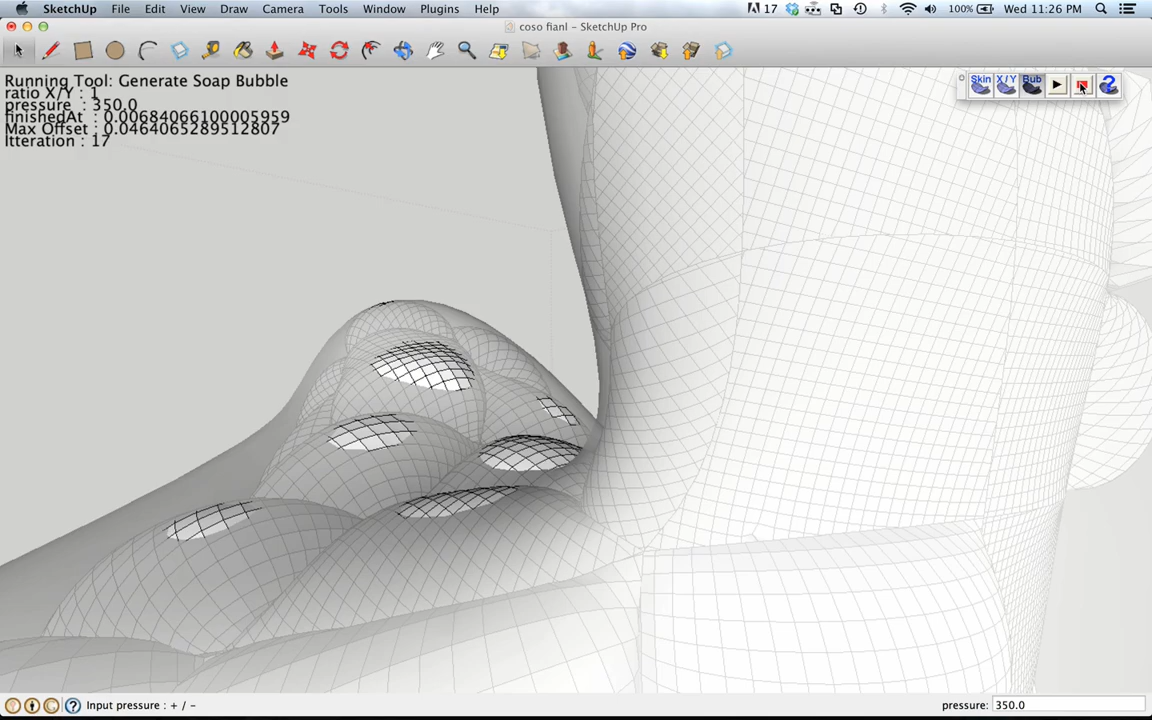 SketchUp File Edit View Draw Camera Tools Window Plugins Help 17 100% Wed 11:26 PM
coso fianl – SketchUp Pro
Running Tool: Generate Soap Bubble
ratio X/Y : 1
pressure : 350.0
finishedAt : 0.00684066100005959
Max Offset : 0.0464065289512807
Itteration : 17
Skin X/Y Bub
Input pressure : + / - pressure: 350.0